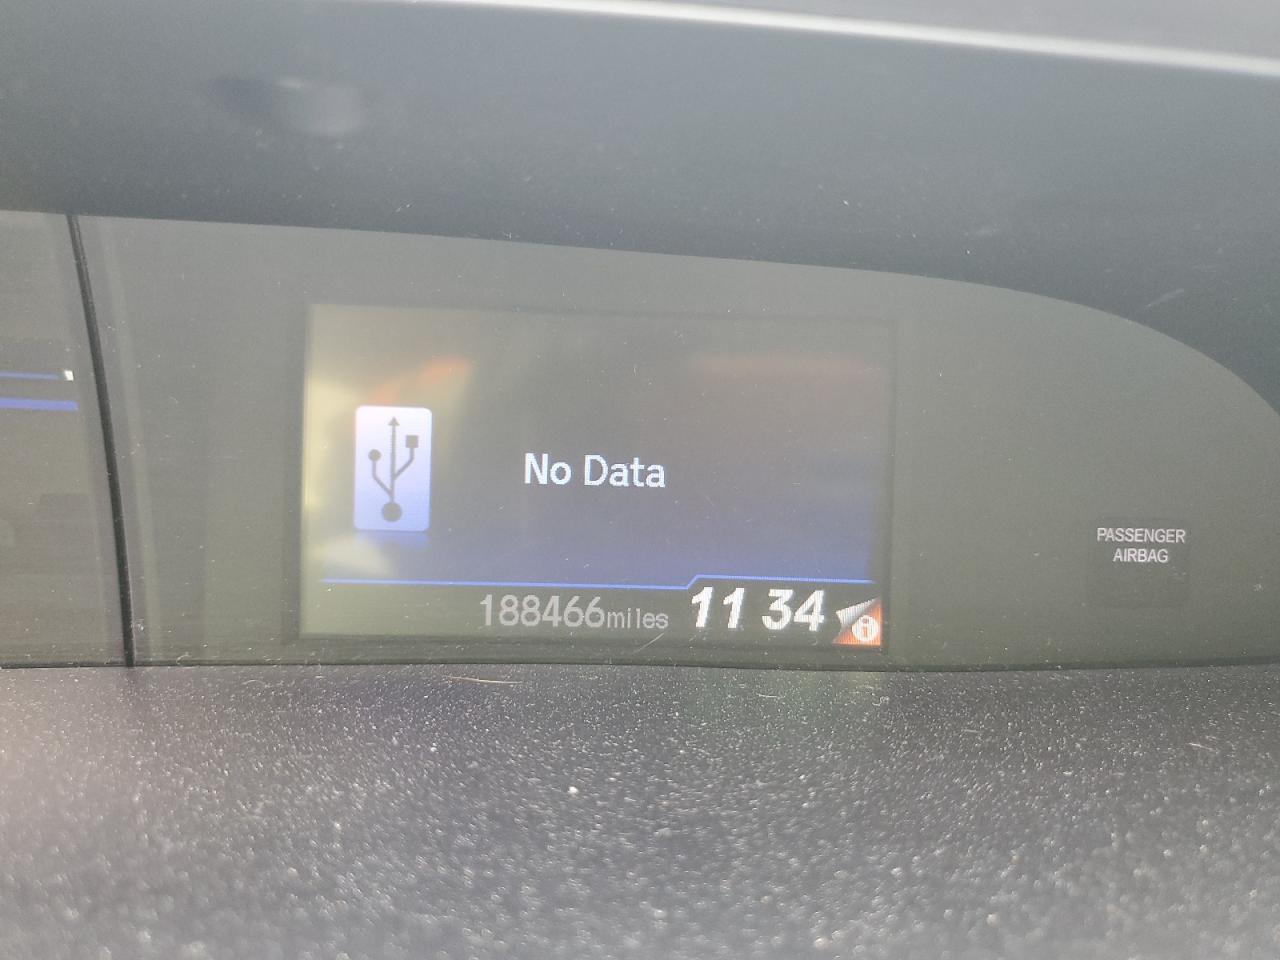 No Data
188466miles 11 34
PASSENGER
AIRBAG